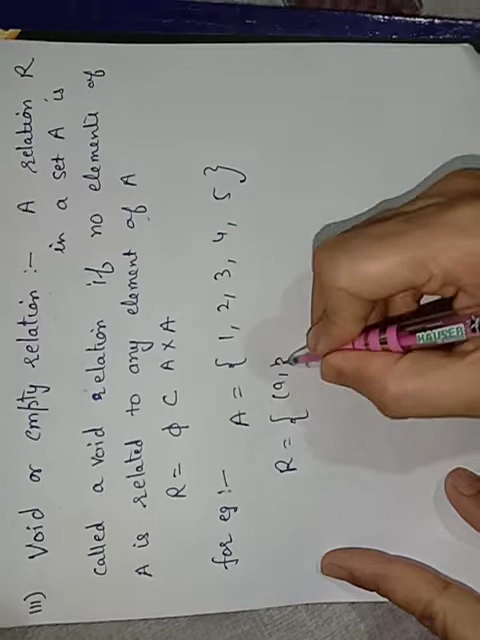 III) Void or empty relation :- A relation R
in a set A is
called a void relation if no elements of
A is related to any element of A
R = ϕ ⊂ A×A
for eg :- A = { 1, 2, 3, 4, 5 }
R = { (a, b
HAUSER